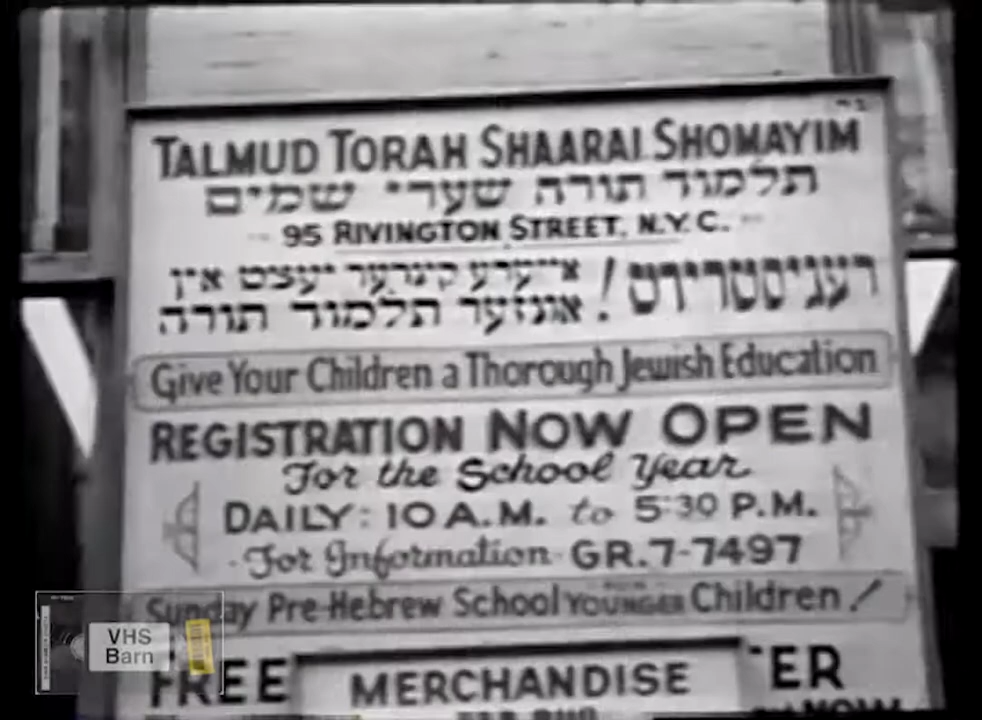 TALMUD TORAH SHAARAI SHOMAYIM
תלמוד תורה שערי שמים
95 RIVINGTON STREET, N.Y.C.
רעגיסטרירט! אייערע קינדער יעצט אין
אונזער תלמוד תורה
Give Your Children a Thorough Jewish Education
REGISTRATION NOW OPEN
For the School Year
DAILY: 10 A.M. to 5:30 P.M.
For Information GR. 7-7497
Sunday Pre-Hebrew School YOUNGER Children!
FREE
MERCHANDISE
VHS
Barn